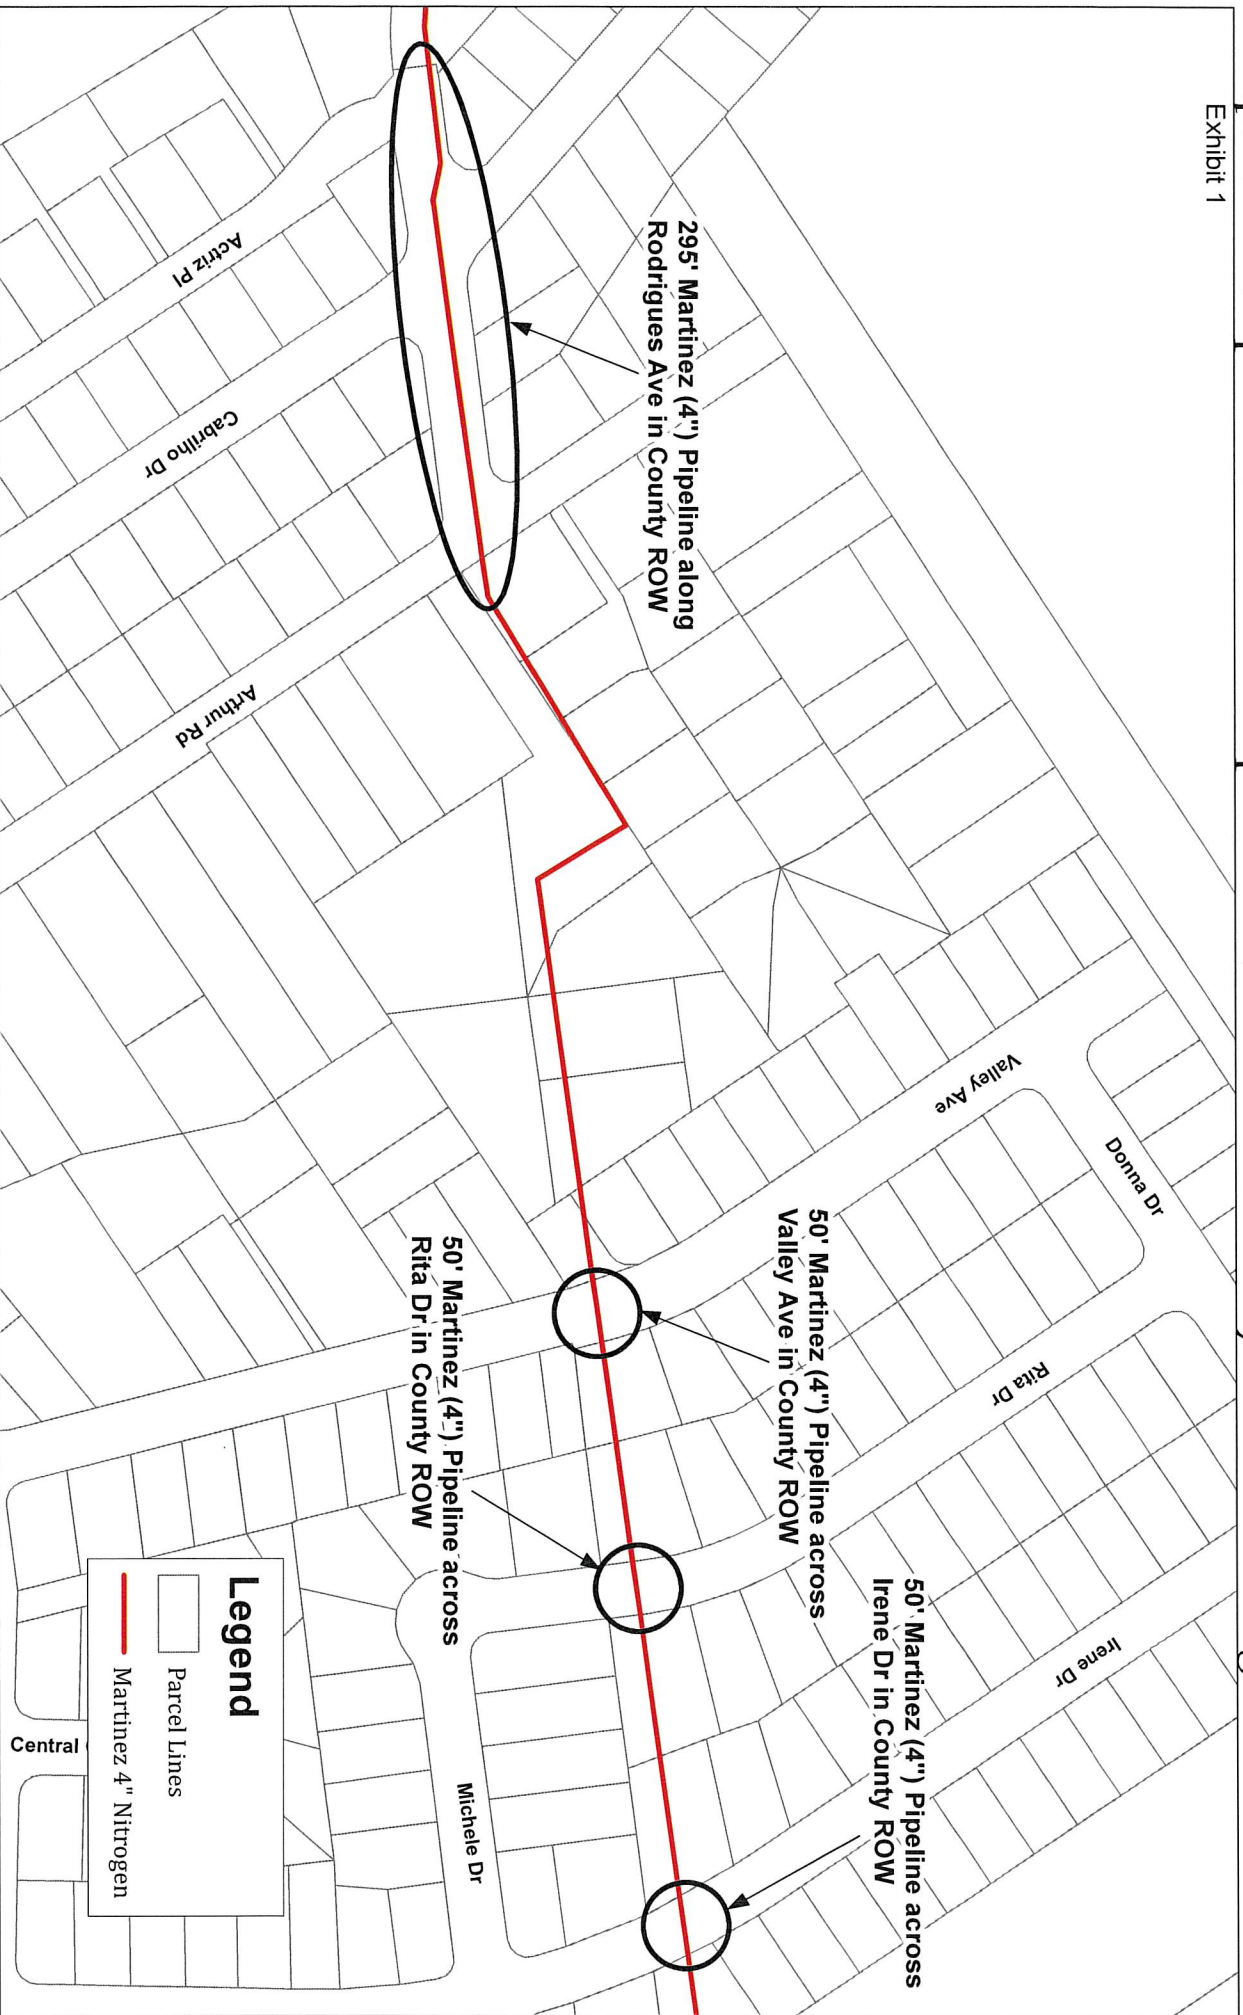 Exhibit 1
295' Martinez (4") Pipeline along
Rodrigues Ave in County ROW
Actriz Pl
Cabrilho Dr
Arthur Rd
Valley Ave
Donna Dr
50' Martinez (4") Pipeline across
Valley Ave in County ROW
50' Martinez (4") Pipeline across
Rita Dr in County ROW
Rita Dr
50' Martinez (4") Pipeline across
Irene Dr in County ROW
Irene Dr
Michele Dr
Central
Legend
Parcel Lines
Martinez 4" Nitrogen